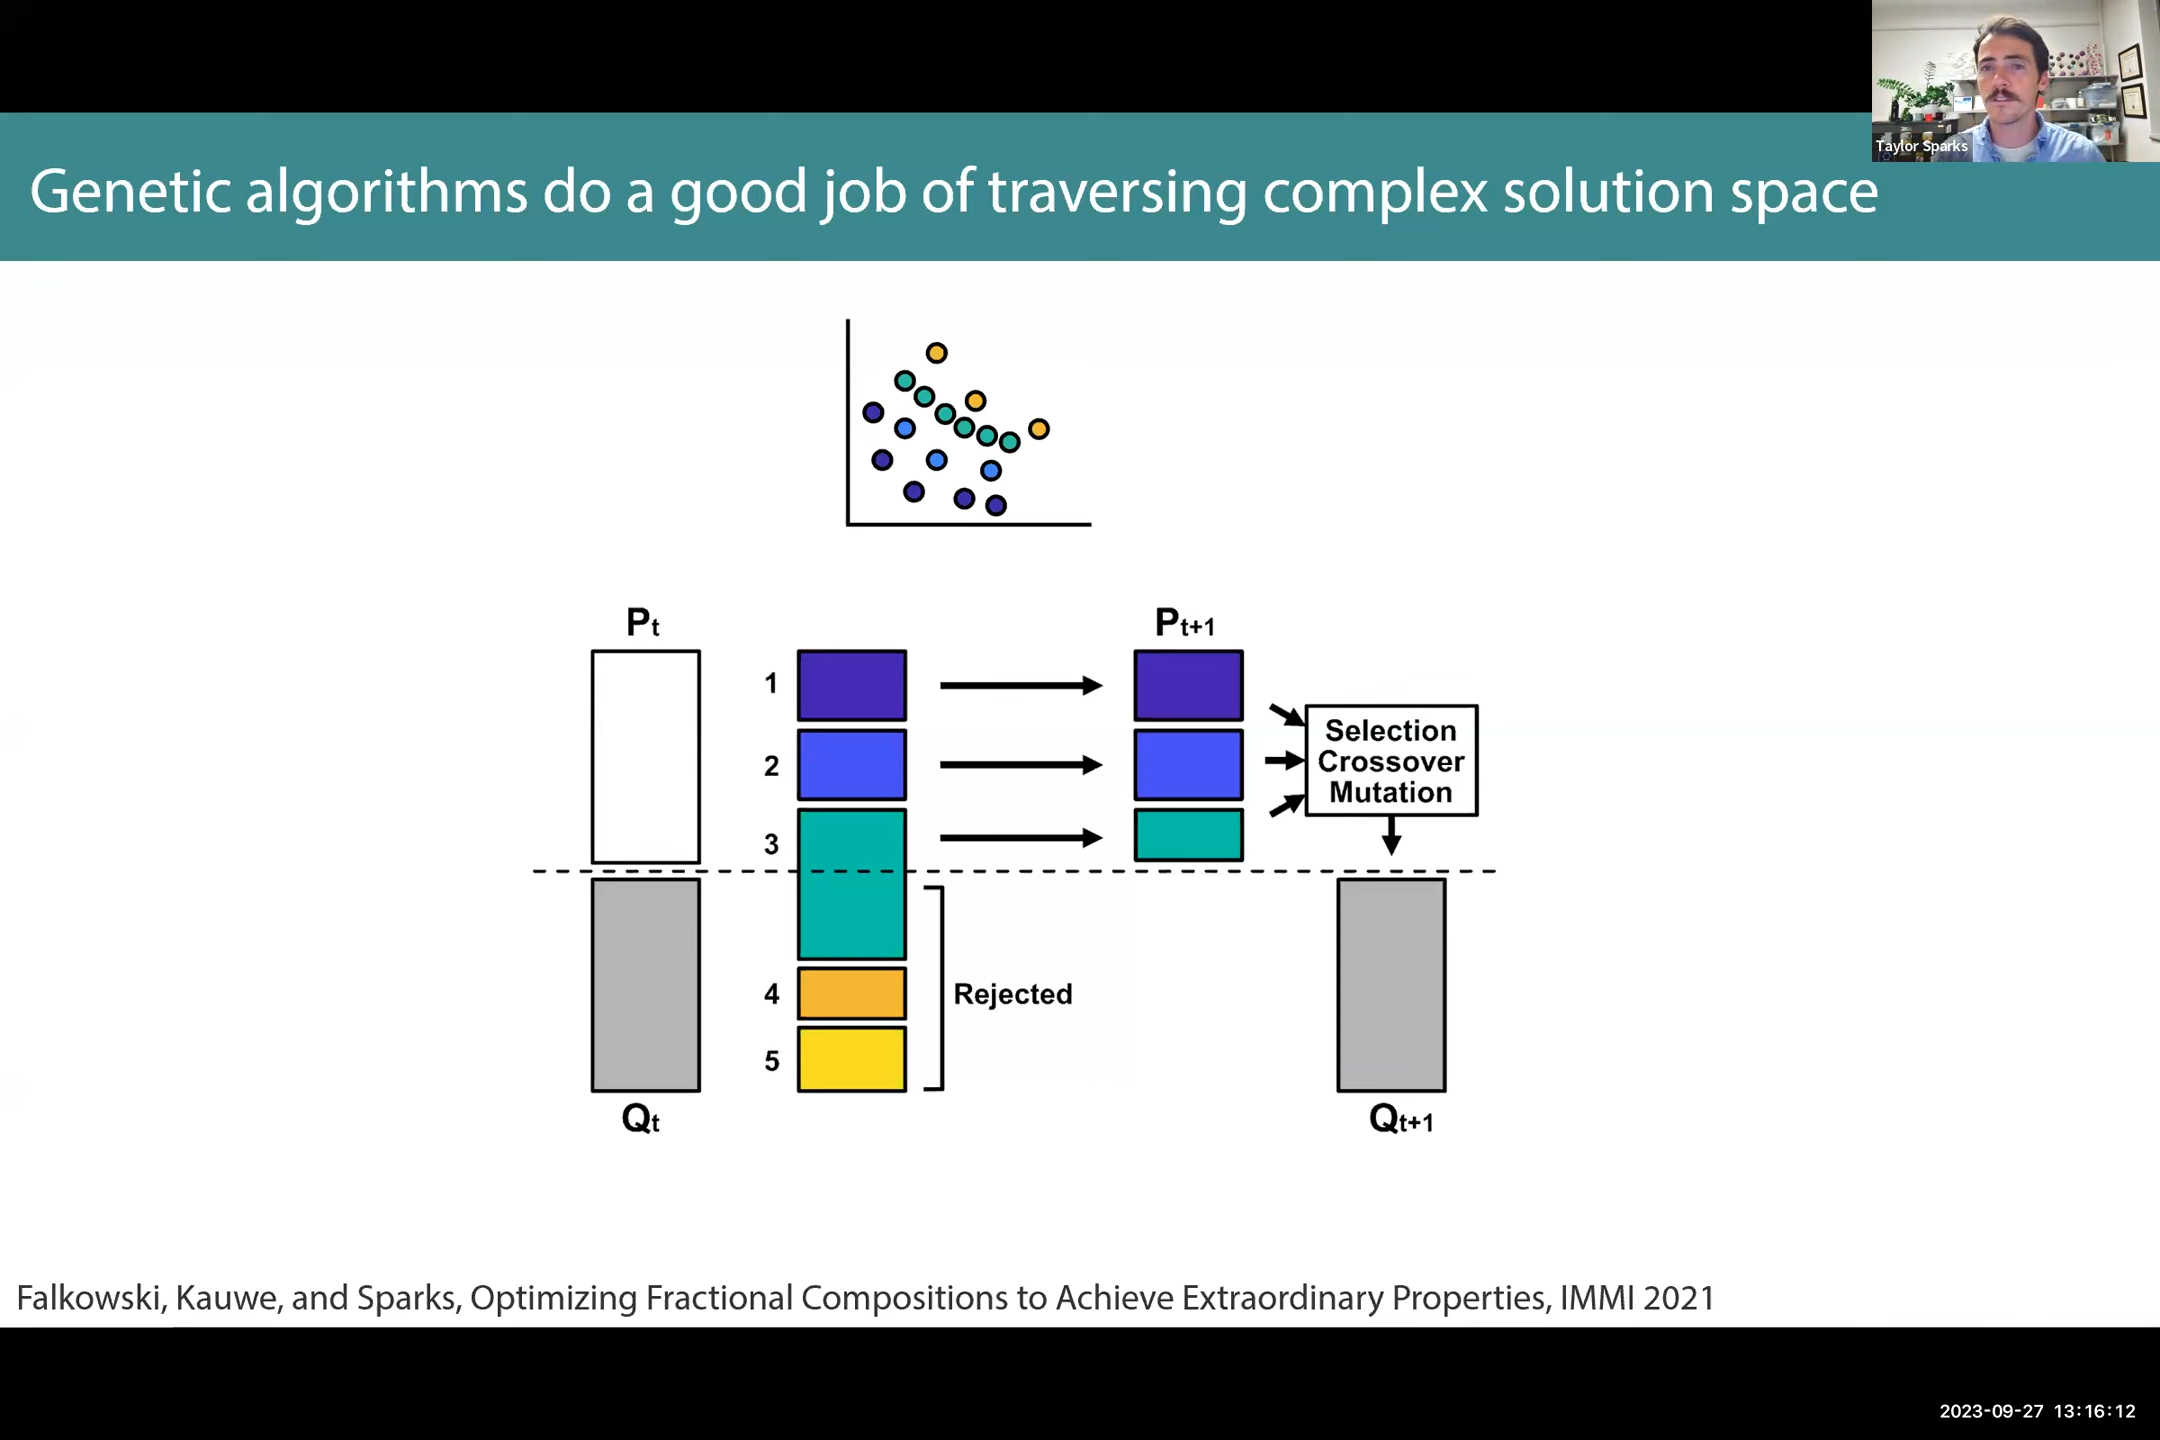 Taylor Sparks
Genetic algorithms do a good job of traversing complex solution space
Pt
Pt+1
1
2
3
4
5
Selection
Crossover
Mutation
Rejected
Qt
Qt+1
Falkowski, Kauwe, and Sparks, Optimizing Fractional Compositions to Achieve Extraordinary Properties, IMMI 2021
2023-09-27 13:16:12